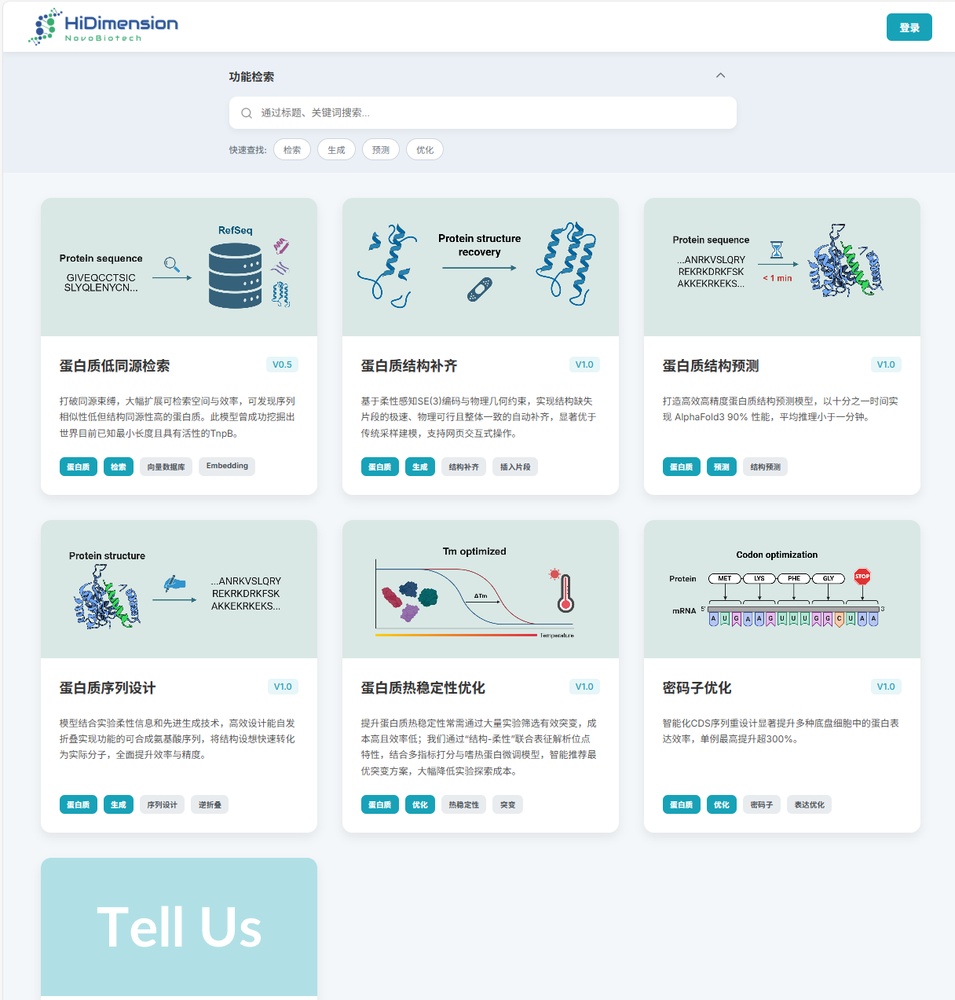 HiDimension
NovoBiotech
登录
功能检索
通过标题、关键词搜索...
快速查找:
检索
生成
预测
优化
RefSeq
Protein sequence
GIVEQCCTSIC
SLYQLENYCN...
蛋白质低同源检索
V0.5
打破同源束缚，大幅扩展可检索空间与效率，可发现序列
相似性低但结构同源性高的蛋白质。此模型曾成功挖掘出
世界目前已知最小长度且具有活性的TnpB。
蛋白质
检索
向量数据库
Embedding
Protein structure
recovery
蛋白质结构补齐
V1.0
基于柔性感知SE(3)编码与物理几何约束，实现结构缺失
片段的极速、物理可行且整体一致的自动补齐，显著优于
传统采样建模，支持网页交互式操作。
蛋白质
生成
结构补齐
插入片段
Protein sequence
...ANRKVSLQRY
REKRKDRKFSK
AKKEKRKEKS...
< 1 min
蛋白质结构预测
V1.0
打造高效高精度蛋白质结构预测模型，以十分之一时间实
现 AlphaFold3 90% 性能，平均推理小于一分钟。
蛋白质
预测
结构预测
Protein structure
...ANRKVSLQRY
REKRKDRKFSK
AKKEKRKEKS...
蛋白质序列设计
V1.0
模型结合实验柔性信息和先进生成技术，高效设计能自发
折叠实现功能的可合成氨基酸序列，将结构设想快速转化
为实际分子，全面提升效率与精度。
蛋白质
生成
序列设计
逆折叠
Tm optimized
ΔTm
Temperature
蛋白质热稳定性优化
V1.0
提升蛋白质热稳定性常需通过大量实验筛选有效突变，成
本高且效率低；我们通过“结构-柔性”联合表征解析位点
特性，结合多指标打分与嗜热蛋白微调模型，智能推荐最
优突变方案，大幅降低实验探索成本。
蛋白质
优化
热稳定性
突变
Codon optimization
Protein
MET
LYS
PHE
GLY
STOP
mRNA
5'
3'
A U G A A G U U U G G C U A A
密码子优化
V1.0
智能化CDS序列重设计显著提升多种底盘细胞中的蛋白表
达效率，单例最高提升超300%。
蛋白质
优化
密码子
表达优化
Tell Us